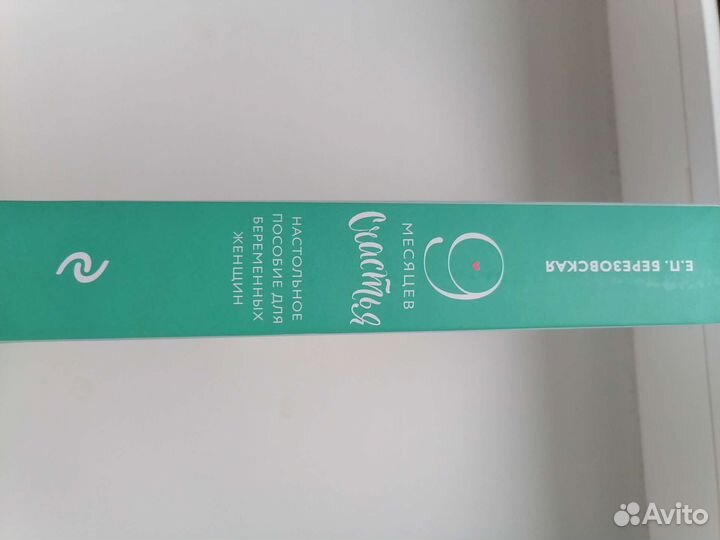 Е.П. БЕРЕЗОВСКАЯ
9
МЕСЯЦЕВ
Счастья
НАСТОЛЬНОЕ
ПОСОБИЕ ДЛЯ
БЕРЕМЕННЫХ
ЖЕНЩИН
Avito